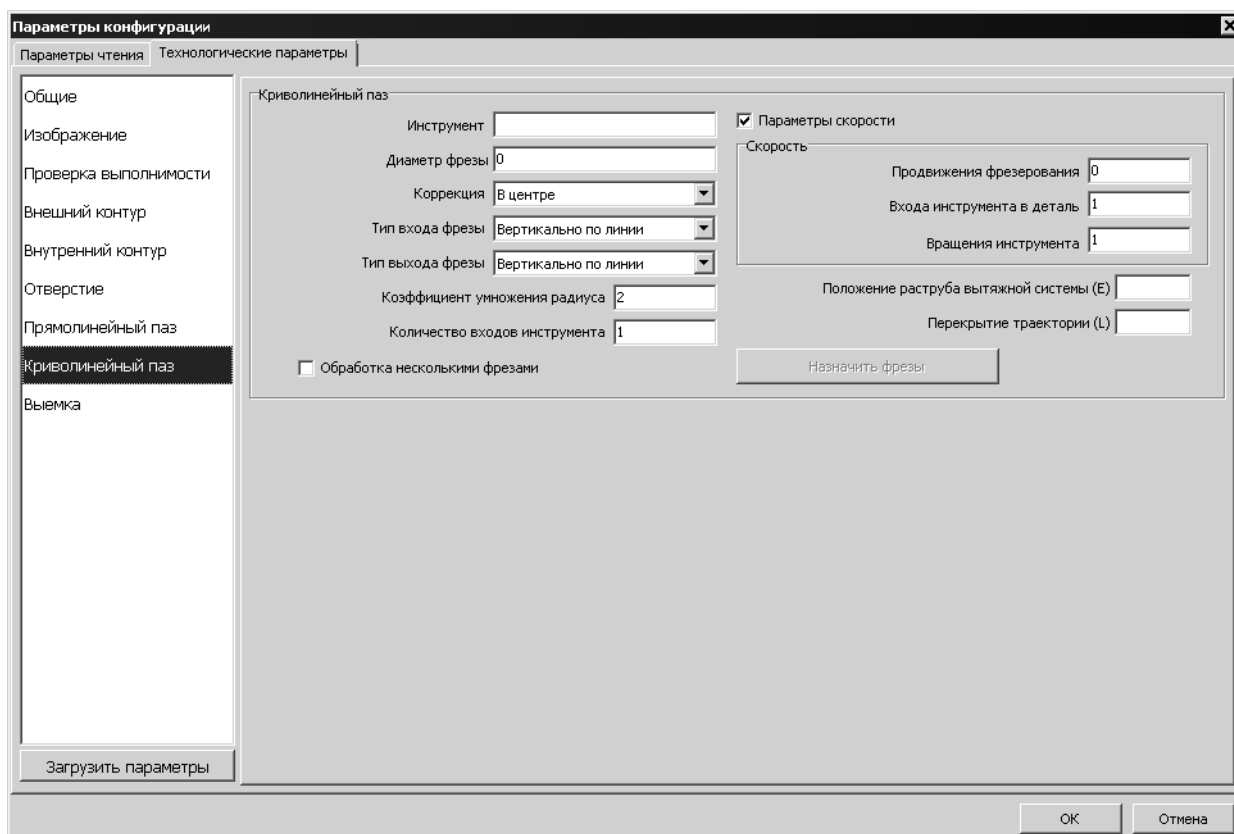 Параметры конфигурации
Параметры чтения
Технологические параметры
Общие
Изображение
Проверка выполнимости
Внешний контур
Внутренний контур
Отверстие
Прямолинейный паз
Криволинейный паз
Выемка
Загрузить параметры
Криволинейный паз
Инструмент
Диаметр фрезы 0
Коррекция В центре
Тип входа фрезы Вертикально по линии
Тип выхода фрезы Вертикально по линии
Коэффициент умножения радиуса 2
Количество входов инструмента 1
Обработка несколькими фрезами
Параметры скорости
Скорость
Продвижения фрезерования 0
Входа инструмента в деталь 1
Вращения инструмента 1
Положение раструба вытяжной системы (E)
Перекрытие траектории (L)
Назначить фрезы
OK
Отмена